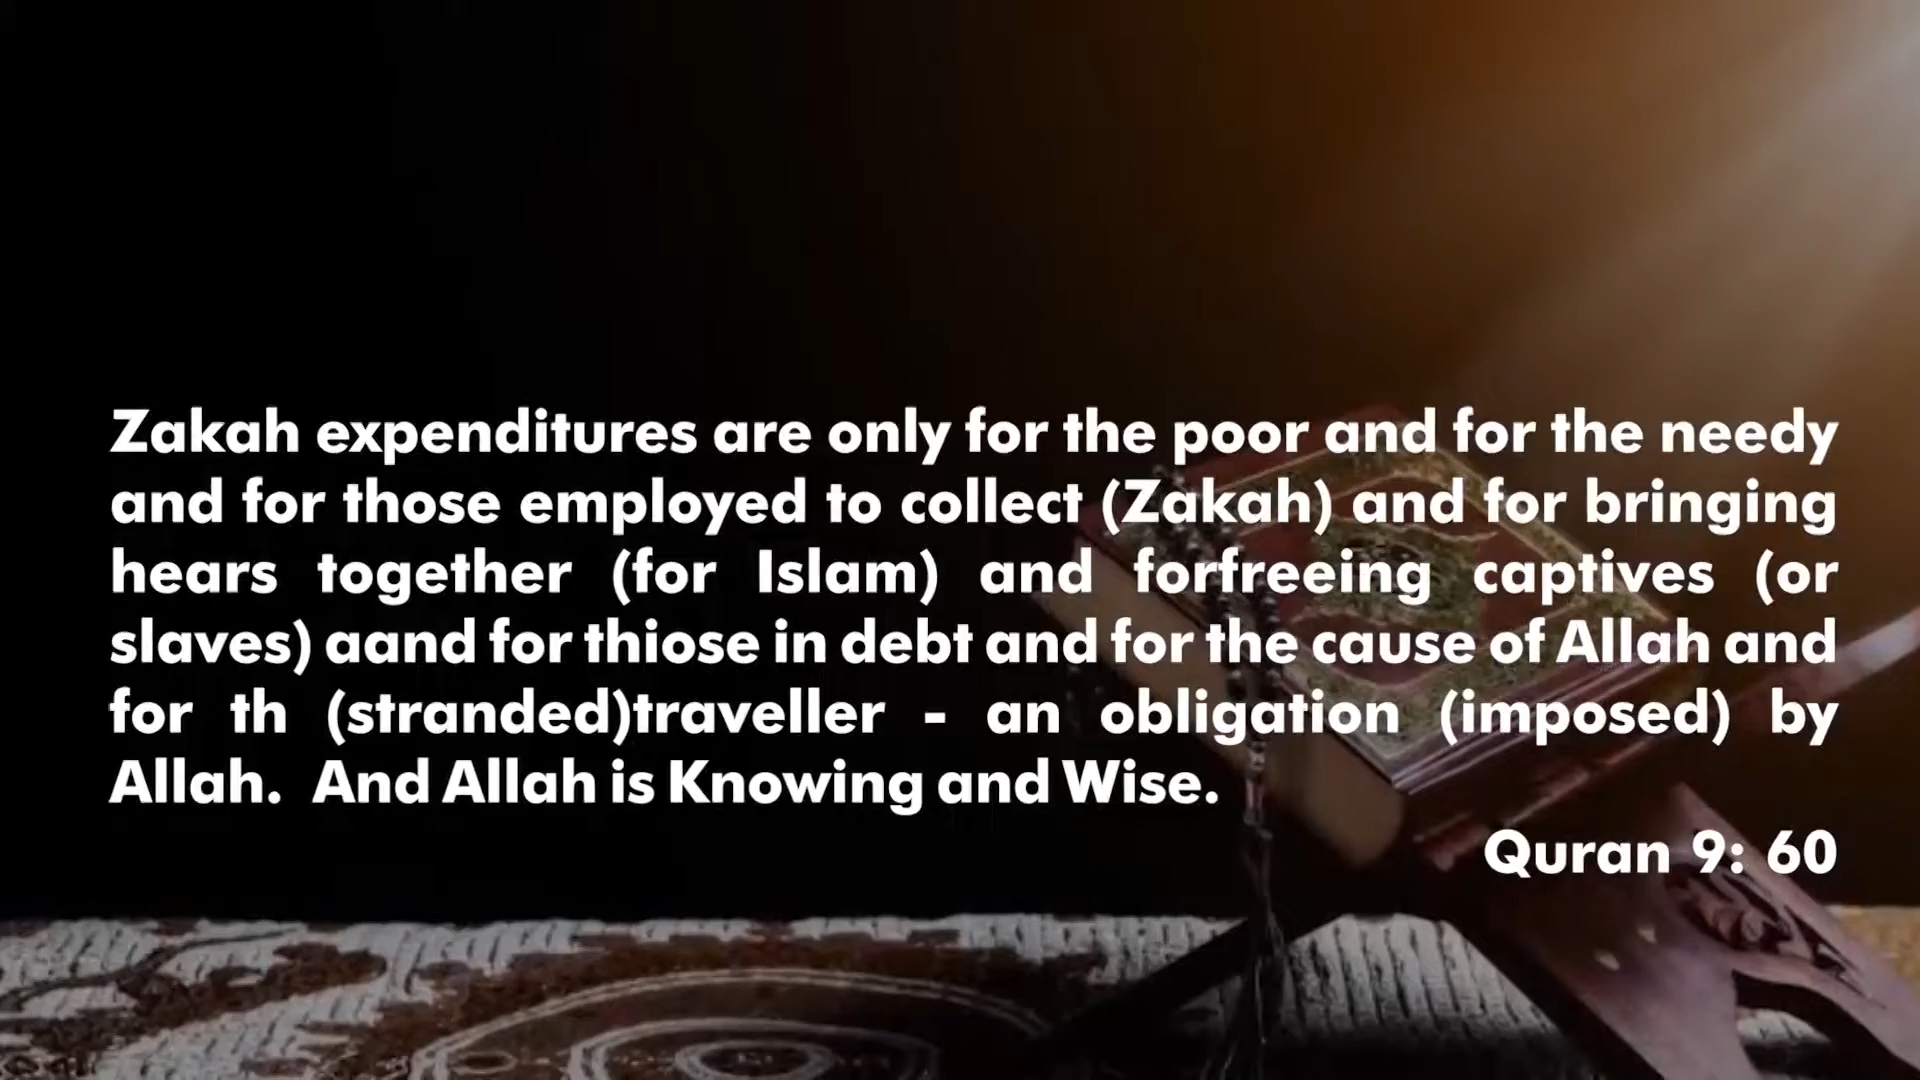 Zakah expenditures are only for the poor and for the needy
and for those employed to collect (Zakah) and for bringing
hears together (for Islam) and forfreeing captives (or
slaves) aand for thiose in debt and for the cause of Allah and
for th (stranded)traveller - an obligation (imposed) by
Allah. And Allah is Knowing and Wise.
Quran 9: 60